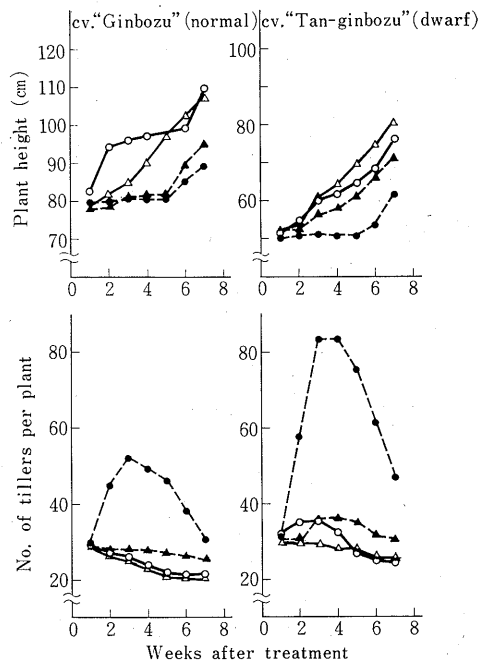 cv."Ginbozu" (normal) cv."Tan-ginbozu" (dwarf)
Plant height (cm)
120
110
100
90
80
70
0 2 4 6 8
100
80
60
0 2 4 6 8
No. of tillers per plant
80
60
40
20
0 2 4 6 8
80
60
40
20
0 2 4 6 8
Weeks after treatment